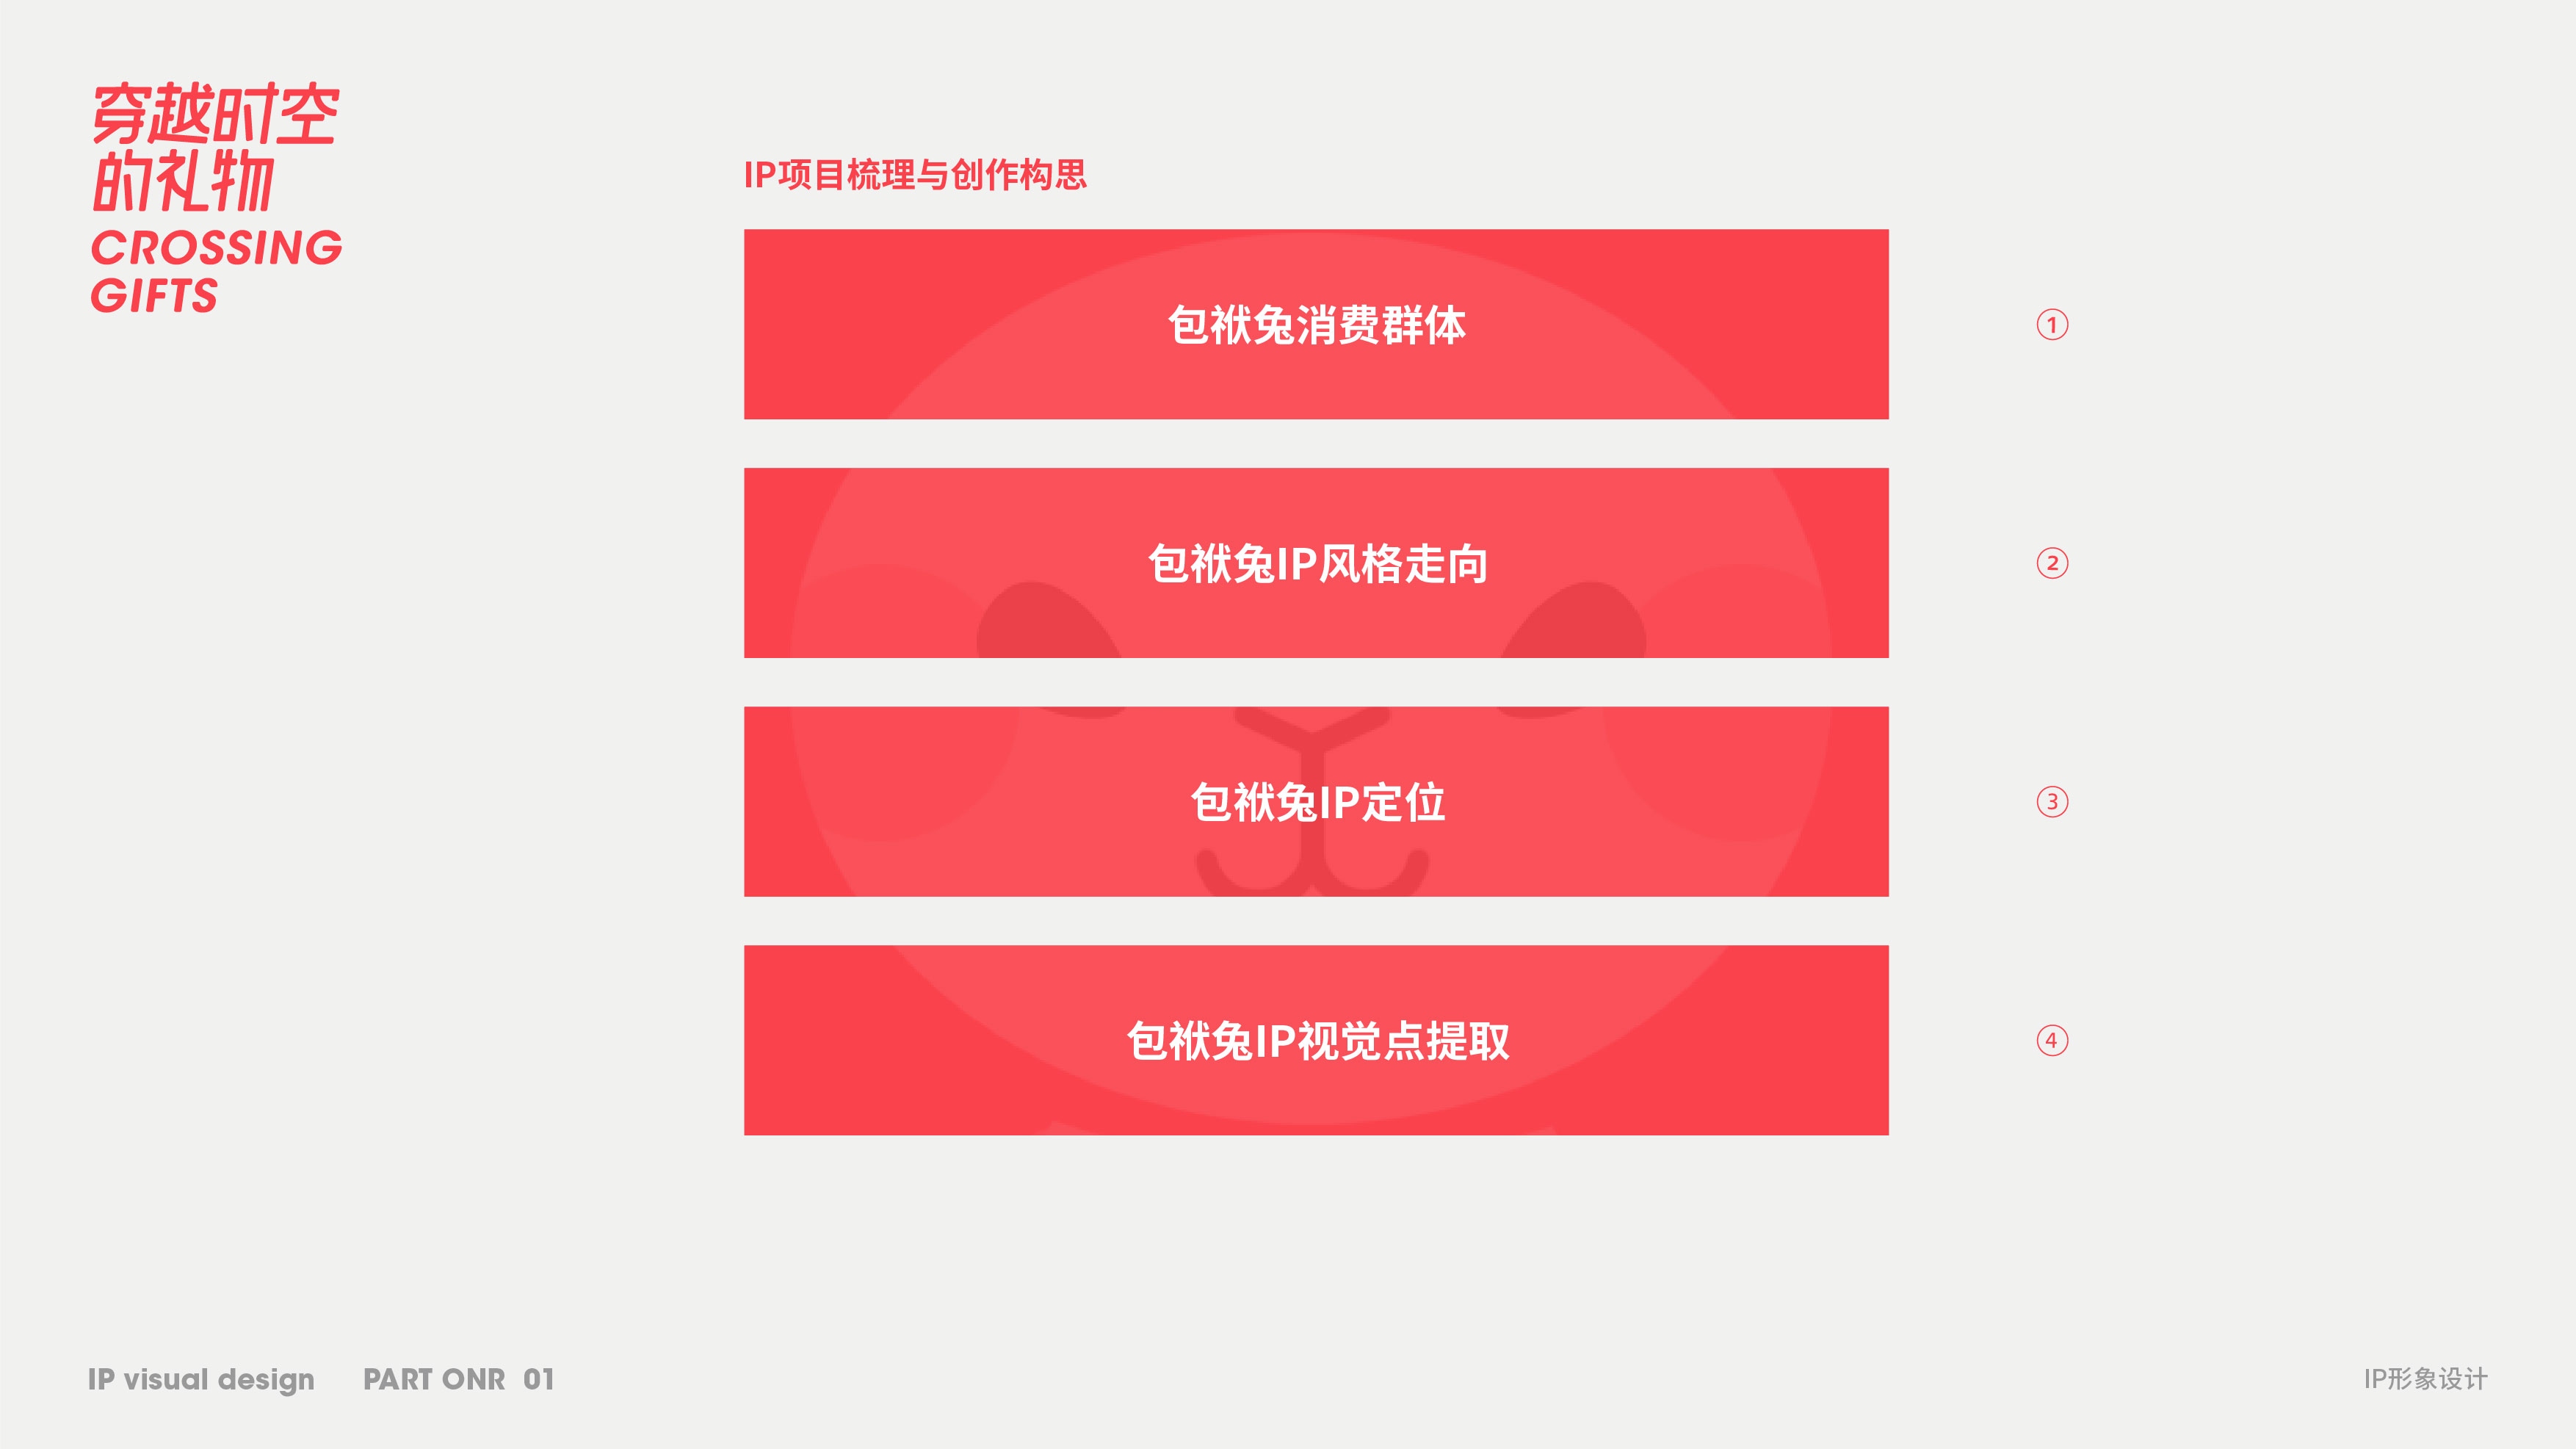 穿越时空
的礼物
CROSSING
GIFTS
IP项目梳理与创作构思
包袱兔消费群体
①
包袱兔IP风格走向
②
包袱兔IP定位
③
包袱兔IP视觉点提取
④
IP visual design PART ONR 01
IP形象设计